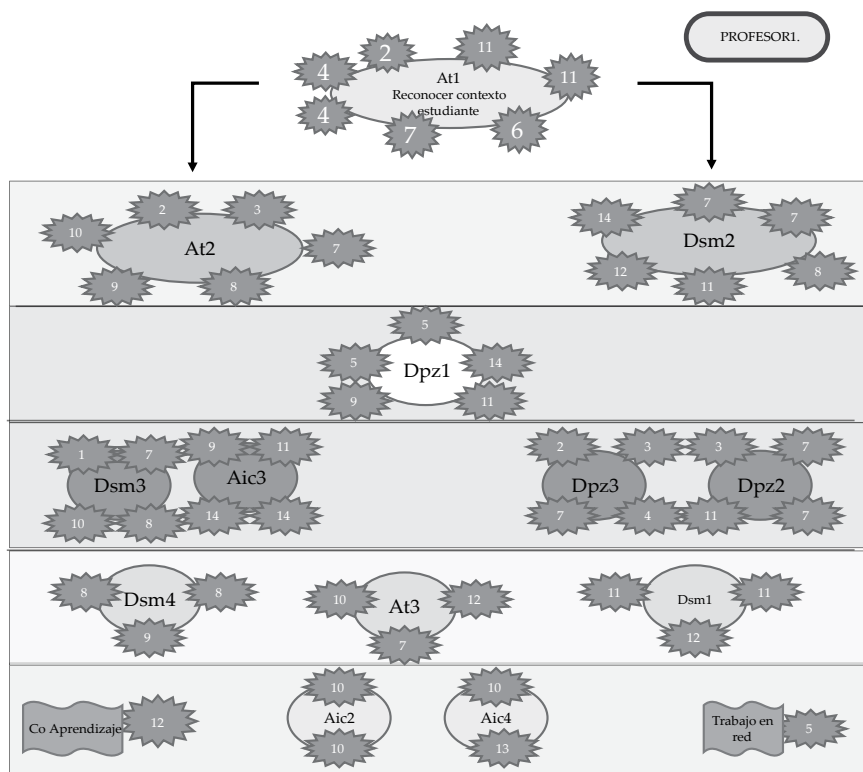 PROFESOR1.
2
11
4
At1
11
Reconocer contexto
estudiante
4
7
6
2
3
10
At2
7
9
8
7
14
7
Dsm2
12
8
11
5
5
14
Dpz1
9
11
1
7
9
11
Dsm3
Aic3
10
8
14
14
2
3
3
7
Dpz3
Dpz2
7
4
11
7
8
Dsm4
8
9
10
At3
12
7
11
Dsm1
11
12
Co Aprendizaje
12
10
Aic2
10
10
Aic4
13
Trabajo en
red
5